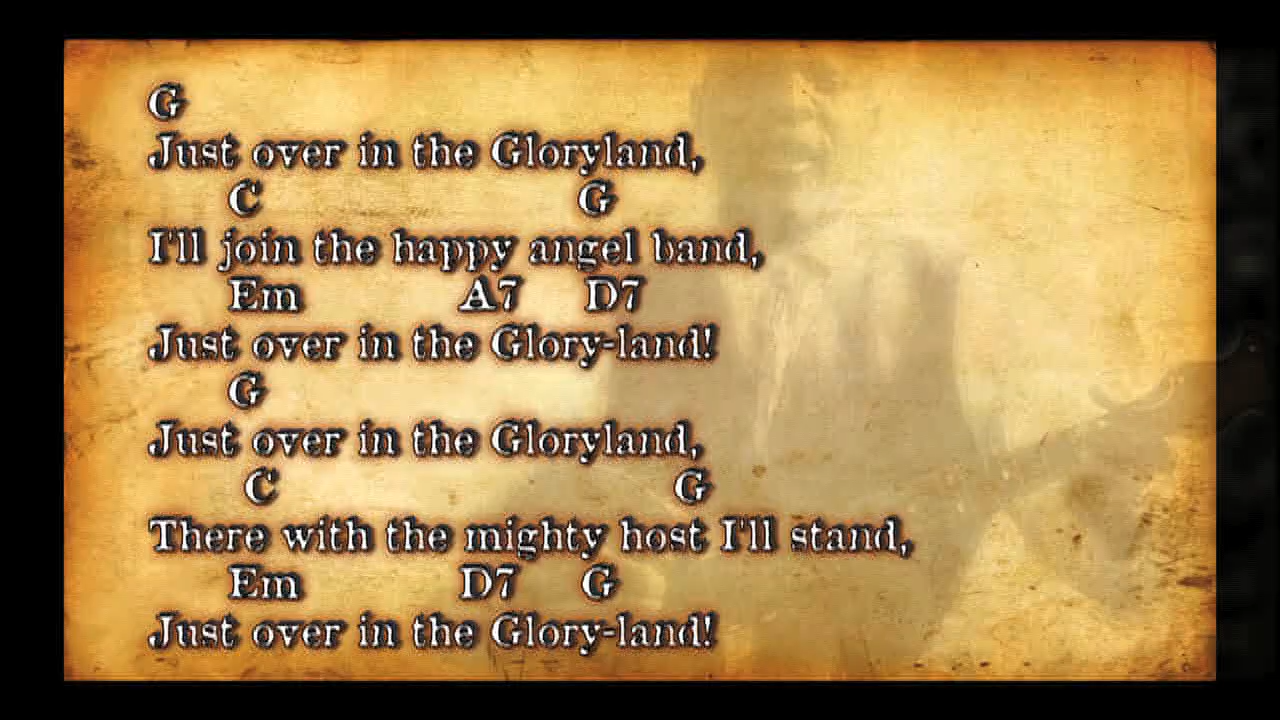 G
Just over in the Gloryland,
C G
I'll join the happy angel band,
Em A7 D7
Just over in the Glory-land!
G
Just over in the Gloryland,
C G
There with the mighty host I'll stand,
Em D7 G
Just over in the Glory-land!